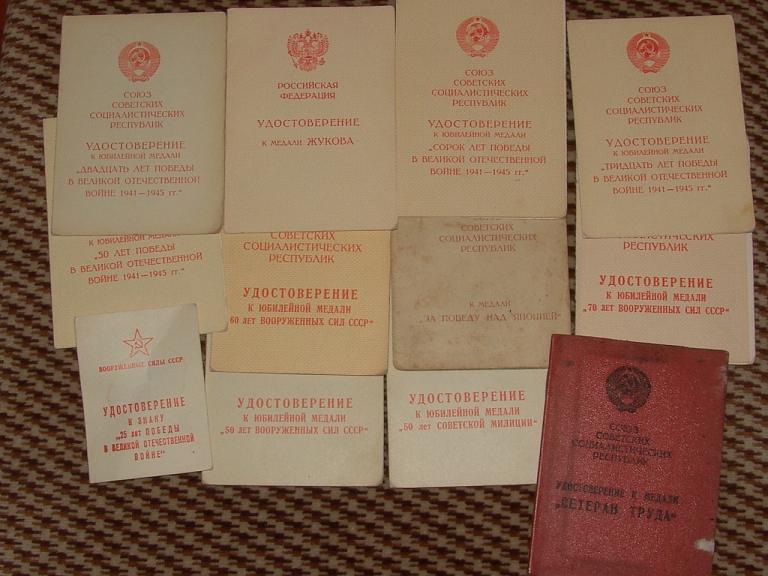 СОЮЗ
СОВЕТСКИХ
СОЦИАЛИСТИЧЕСКИХ
РЕСПУБЛИК
УДОСТОВЕРЕНИЕ
К ЮБИЛЕЙНОЙ МЕДАЛИ
„ДВАДЦАТЬ ЛЕТ ПОБЕДЫ
В ВЕЛИКОЙ ОТЕЧЕСТВЕННОЙ
ВОЙНЕ 1941—1945 гг."
РОССИЙСКАЯ
ФЕДЕРАЦИЯ
УДОСТОВЕРЕНИЕ
К МЕДАЛИ ЖУКОВА
СОЮЗ
СОВЕТСКИХ
СОЦИАЛИСТИЧЕСКИХ
РЕСПУБЛИК
УДОСТОВЕРЕНИЕ
К ЮБИЛЕЙНОЙ МЕДАЛИ
„СОРОК ЛЕТ ПОБЕДЫ
В ВЕЛИКОЙ ОТЕЧЕСТВЕННОЙ
ВОЙНЕ 1941—1945 гг."
СОЮЗ
СОВЕТСКИХ
СОЦИАЛИСТИЧЕСКИХ
РЕСПУБЛИК
УДОСТОВЕРЕНИЕ
К ЮБИЛЕЙНОЙ МЕДАЛИ
„ТРИДЦАТЬ ЛЕТ ПОБЕДЫ
В ВЕЛИКОЙ ОТЕЧЕСТВЕННОЙ
ВОЙНЕ 1941—1945 гг."
К ЮБИЛЕЙНОЙ МЕДАЛИ
"50 ЛЕТ ПОБЕДЫ
В ВЕЛИКОЙ ОТЕЧЕСТВЕННОЙ
ВОЙНЕ 1941—1945 гг."
СОВЕТСКИХ
СОЦИАЛИСТИЧЕСКИХ
РЕСПУБЛИК
УДОСТОВЕРЕНИЕ
К ЮБИЛЕЙНОЙ МЕДАЛИ
60 ЛЕТ ВООРУЖЕННЫХ СИЛ СССР"
СОВЕТСКИХ
СОЦИАЛИСТИЧЕСКИХ
РЕСПУБЛИК
К МЕДАЛИ
„ЗА ПОБЕДУ НАД ЯПОНИЕЙ"
СОЦИАЛИСТИЧЕСКИХ
РЕСПУБЛИК
УДОСТОВЕРЕНИЕ
К ЮБИЛЕЙНОЙ МЕДАЛИ
„70 ЛЕТ ВООРУЖЕННЫХ СИЛ СССР"
ВООРУЖЕННЫЕ СИЛЫ СССР
УДОСТОВЕРЕНИЕ
К ЗНАКУ
„25 ЛЕТ ПОБЕДЫ
В ВЕЛИКОЙ ОТЕЧЕСТВЕННОЙ
ВОЙНЕ"
УДОСТОВЕРЕНИЕ
К ЮБИЛЕЙНОЙ МЕДАЛИ
„50 ЛЕТ ВООРУЖЕННЫХ СИЛ СССР"
УДОСТОВЕРЕНИЕ
К ЮБИЛЕЙНОЙ МЕДАЛИ
„50 ЛЕТ СОВЕТСКОЙ МИЛИЦИИ"
СОЮЗ
СОВЕТСКИХ
СОЦИАЛИСТИЧЕСКИХ
РЕСПУБЛИК
УДОСТОВЕРЕНИЕ К МЕДАЛИ
„ВЕТЕРАН ТРУДА"